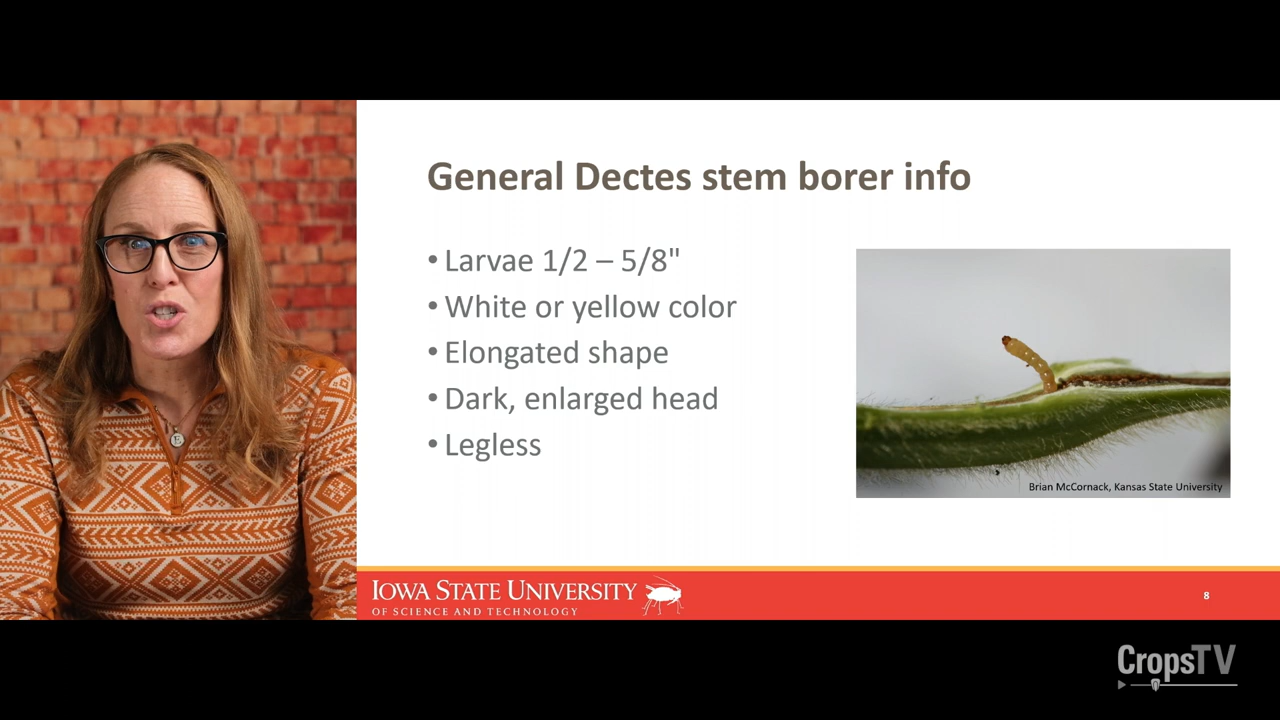 General Dectes stem borer info
• Larvae 1/2 – 5/8"
• White or yellow color
• Elongated shape
• Dark, enlarged head
• Legless
E
Brian McCornack, Kansas State University
IOWA STATE UNIVERSITY
OF SCIENCE AND TECHNOLOGY
8
CropsTV